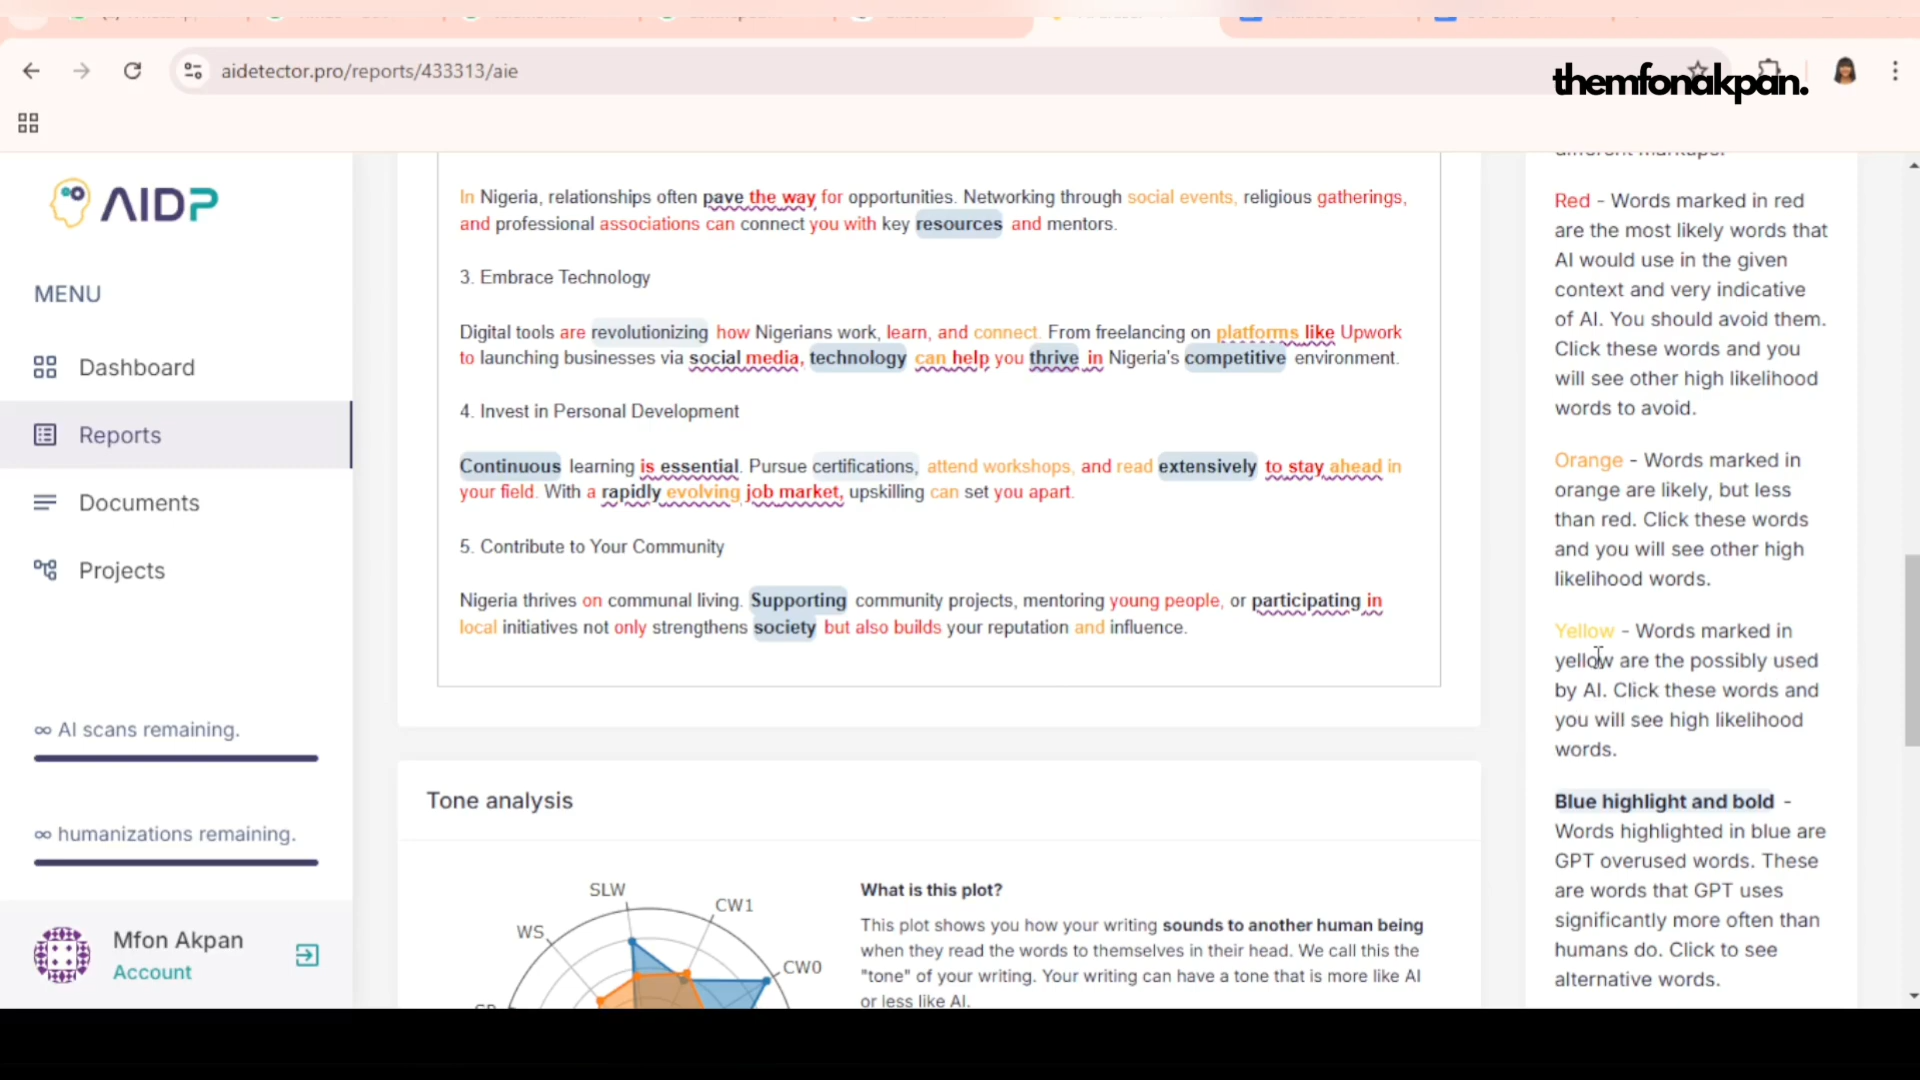 aidetector.pro/reports/433313/aie
themfonakpan.
AIDP
MENU
Dashboard
Reports
Documents
Projects
∞ AI scans remaining.
∞ humanizations remaining.
Mfon Akpan
Account
In Nigeria, relationships often pave the way for opportunities. Networking through social events, religious gatherings,
and professional associations can connect you with key resources and mentors.
3. Embrace Technology
Digital tools are revolutionizing how Nigerians work, learn, and connect. From freelancing on platforms like Upwork
to launching businesses via social media, technology can help you thrive in Nigeria's competitive environment.
4. Invest in Personal Development
Continuous learning is essential. Pursue certifications, attend workshops, and read extensively to stay ahead in
your field. With a rapidly evolving job market, upskilling can set you apart.
5. Contribute to Your Community
Nigeria thrives on communal living. Supporting community projects, mentoring young people, or participating in
local initiatives not only strengthens society but also builds your reputation and influence.
Tone analysis
SLW
CW1
WS
CW0
What is this plot?
This plot shows you how your writing sounds to another human being
when they read the words to themselves in their head. We call this the
"tone" of your writing. Your writing can have a tone that is more like AI
or less like AI.
different markups.
Red - Words marked in red
are the most likely words that
AI would use in the given
context and very indicative
of AI. You should avoid them.
Click these words and you
will see other high likelihood
words to avoid.
Orange - Words marked in
orange are likely, but less
than red. Click these words
and you will see other high
likelihood words.
Yellow - Words marked in
yellow are the possibly used
by AI. Click these words and
you will see high likelihood
words.
Blue highlight and bold -
Words highlighted in blue are
GPT overused words. These
are words that GPT uses
significantly more often than
humans do. Click to see
alternative words.